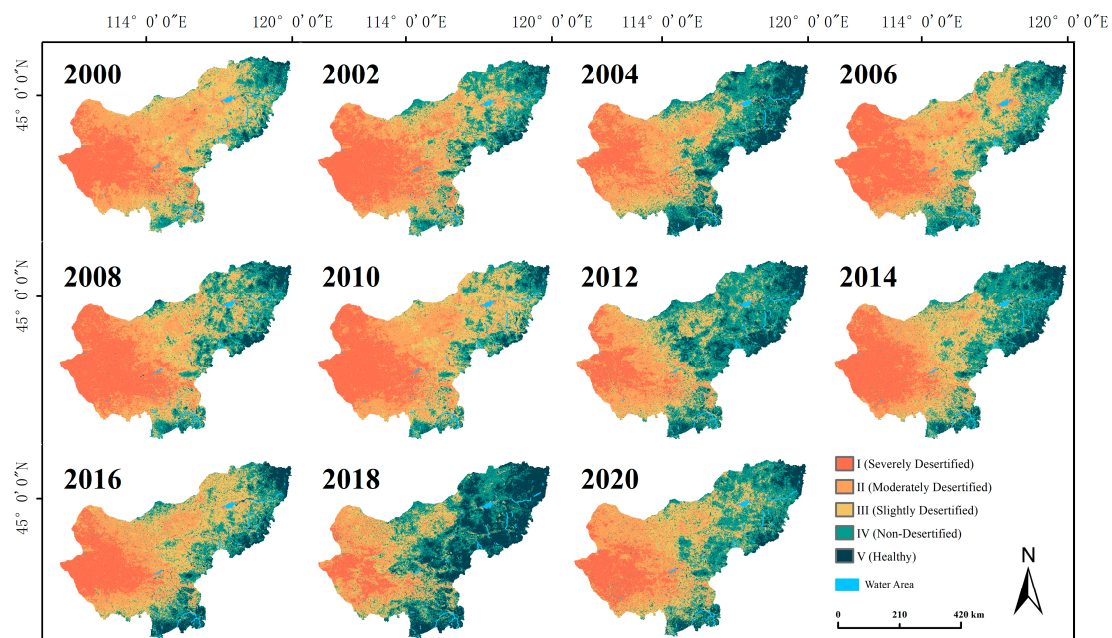 114° 0′0″E 120° 0′0″E 114° 0′0″E 120° 0′0″E 114° 0′0″E 120° 0′0″E 114° 0′0″E 120° 0′0″E
45° 0′0″N
2000 2002 2004 2006
45° 0′0″N
2008 2010 2012 2014
45° 0′0″N
2016 2018 2020
I (Severely Desertified)
II (Moderately Desertified)
III (Slightly Desertified)
IV (Non-Desertified)
V (Healthy)
Water Area
N
0 210 420 km